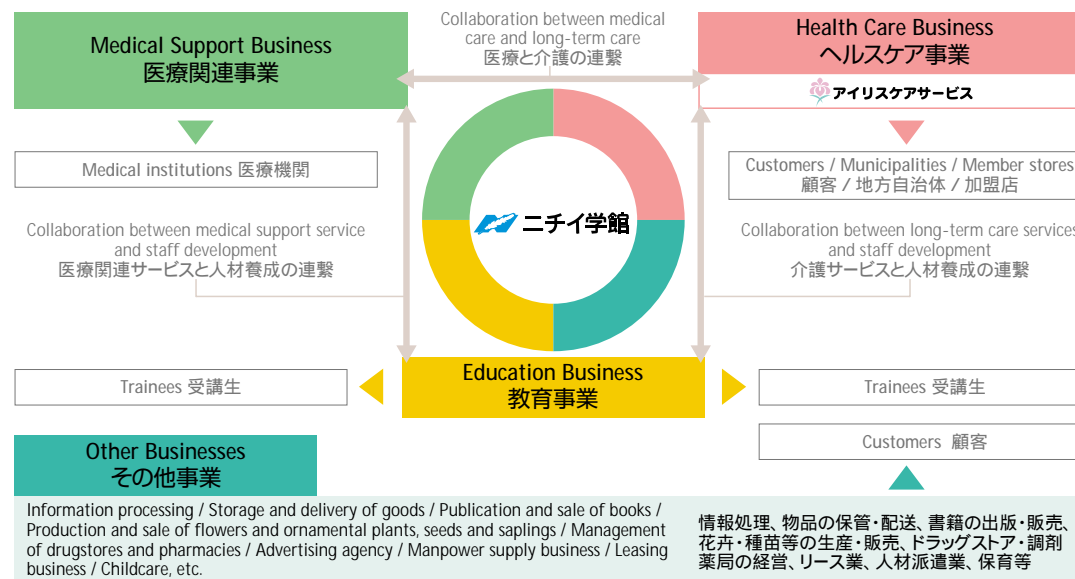 Medical Support Business
医療関連事業
Collaboration between medical
care and long-term care
医療と介護の連繋
Health Care Business
ヘルスケア事業
アイリスケアサービス
Medical institutions 医療機関
Customers / Municipalities / Member stores
顧客 / 地方自治体 / 加盟店
ニチイ学館
Collaboration between medical support service
and staff development
医療関連サービスと人材養成の連繋
Collaboration between long-term care services
and staff development
介護サービスと人材養成の連繋
Education Business
教育事業
Trainees 受講生
Trainees 受講生
Customers 顧客
Other Businesses
その他事業
Information processing / Storage and delivery of goods / Publication and sale of books /
Production and sale of flowers and ornamental plants, seeds and saplings / Management
of drugstores and pharmacies / Advertising agency / Manpower supply business / Leasing
business / Childcare, etc.
情報処理、物品の保管・配送、書籍の出版・販売、
花卉・種苗等の生産・販売、ドラッグストア・調剤
薬局の経営、リース業、人材派遣業、保育等